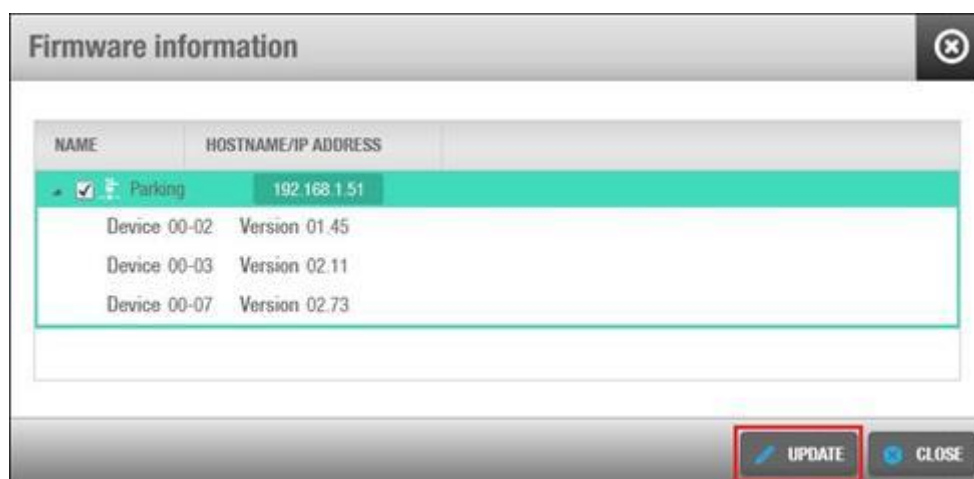 Firmware information
NAME HOSTNAME/IP ADDRESS
Parking 192.168.1.51
Device 00-02 Version 01.45
Device 00-03 Version 02.11
Device 00-07 Version 02.73
UPDATE CLOSE